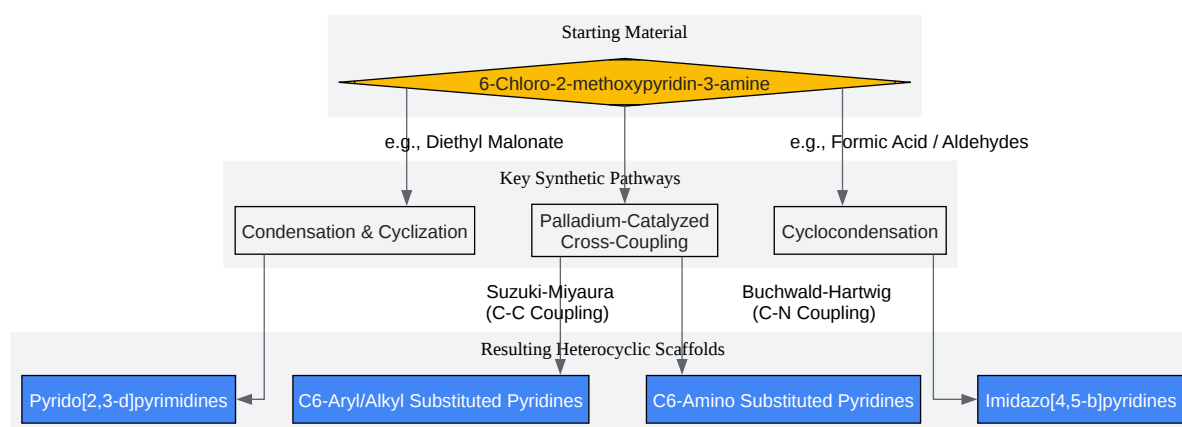 Starting Material
6-Chloro-2-methoxypyridin-3-amine
e.g., Diethyl Malonate
e.g., Formic Acid / Aldehydes
Key Synthetic Pathways
Condensation & Cyclization
Palladium-Catalyzed
Cross-Coupling
Cyclocondensation
Suzuki-Miyaura
(C-C Coupling)
Buchwald-Hartwig
(C-N Coupling)
Resulting Heterocyclic Scaffolds
Pyrido[2,3-d]pyrimidines
C6-Aryl/Alkyl Substituted Pyridines
C6-Amino Substituted Pyridines
Imidazo[4,5-b]pyridines